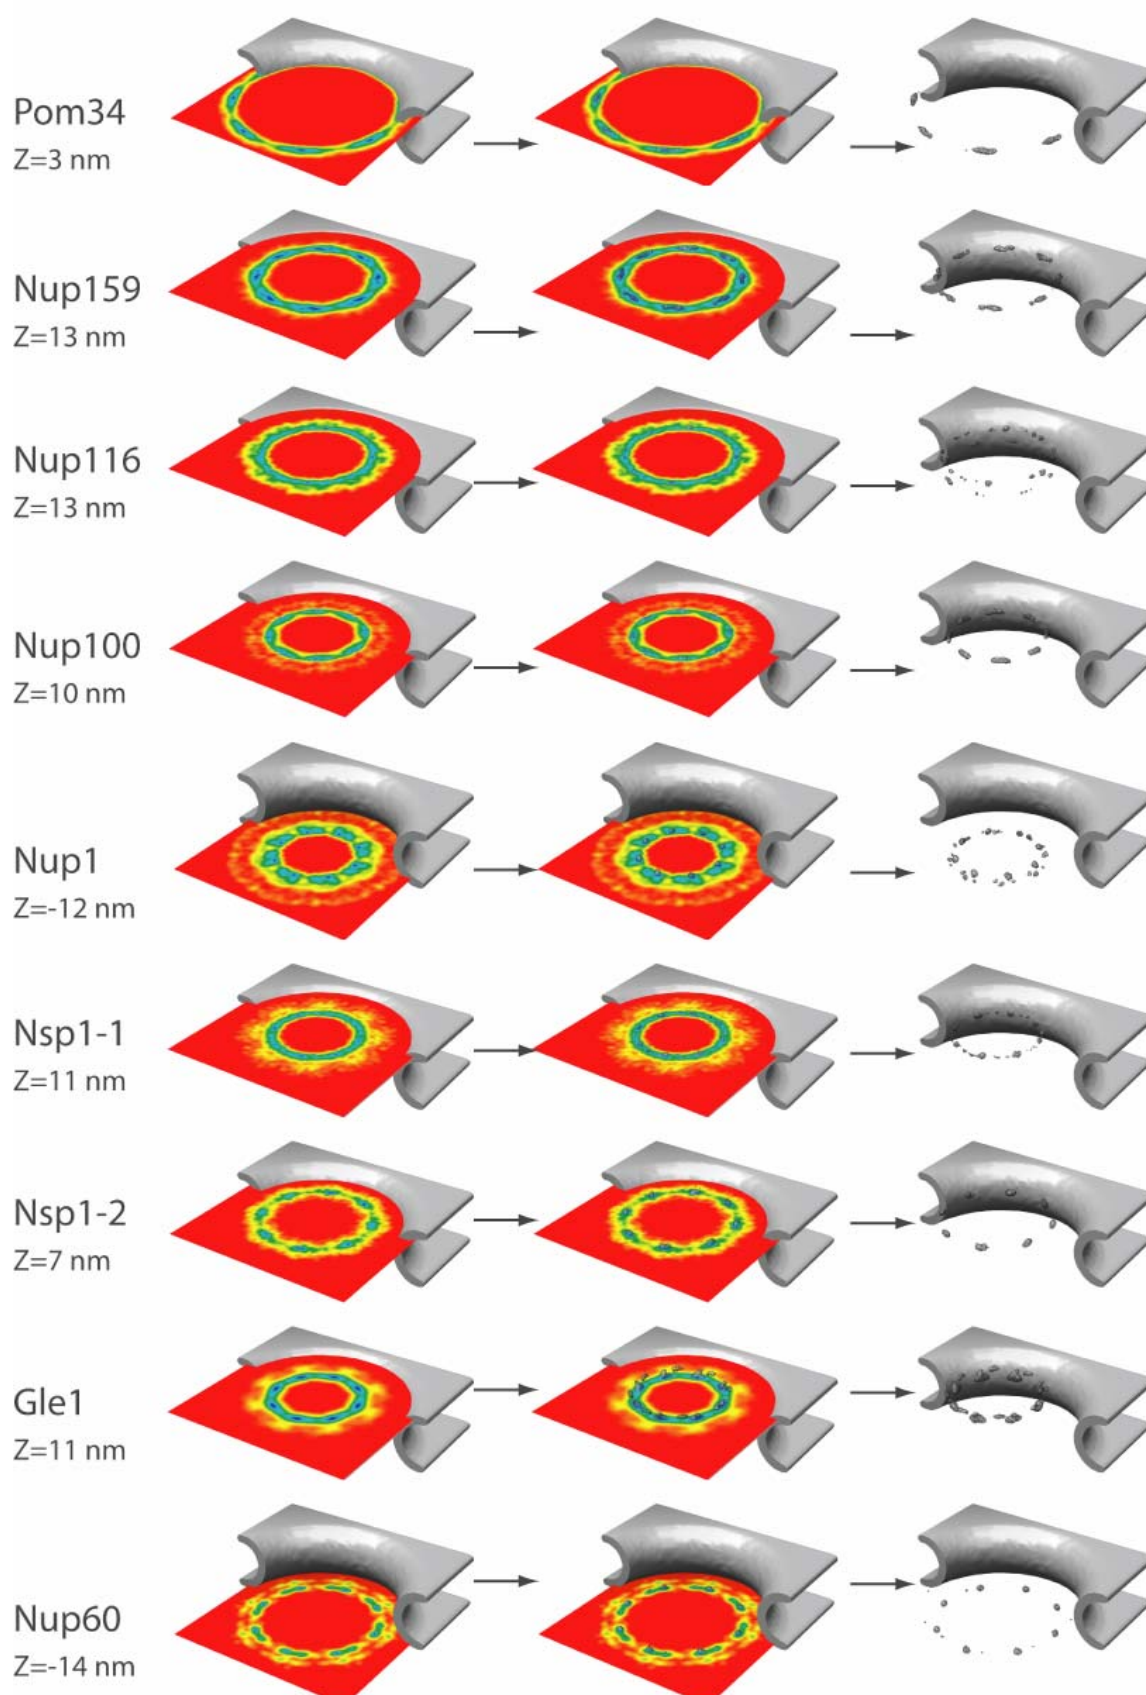 Pom34
Z=3 nm
Nup159
Z=13 nm
Nup116
Z=13 nm
Nup100
Z=10 nm
Nup1
Z=-12 nm
Nsp1-1
Z=11 nm
Nsp1-2
Z=7 nm
Gle1
Z=11 nm
Nup60
Z=-14 nm